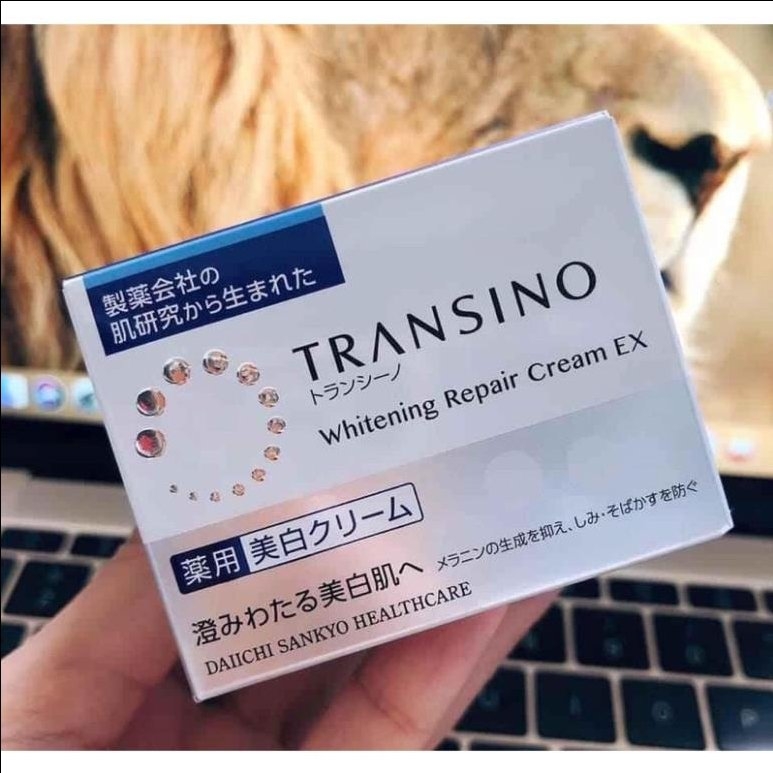 製薬会社の
肌研究から生まれた
TRANSINO
トランシーノ
Whitening Repair Cream EX
薬用 美白クリーム
澄みわたる美白肌へ メラニンの生成を抑え、しみ・そばかすを防ぐ
DAIICHI SANKYO HEALTHCARE